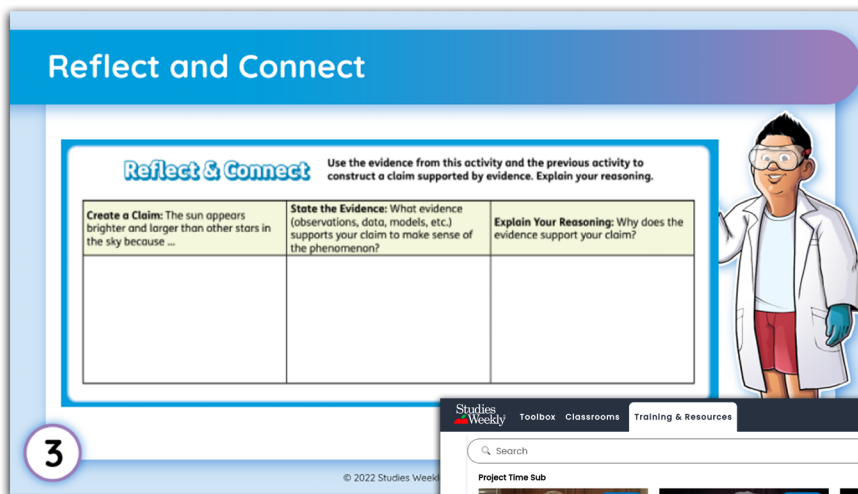 Reflect and Connect
Reflect & Connect
Use the evidence from this activity and the previous activity to
construct a claim supported by evidence. Explain your reasoning.
Create a Claim: The sun appears
brighter and larger than other stars in
the sky because ...
State the Evidence: What evidence
(observations, data, models, etc.)
supports your claim to make sense of
the phenomenon?
Explain Your Reasoning: Why does the
evidence support your claim?
3
© 2022 Studies
Studies
Weekly
Toolbox Classrooms Training & Resources
Search
Project Time Sub